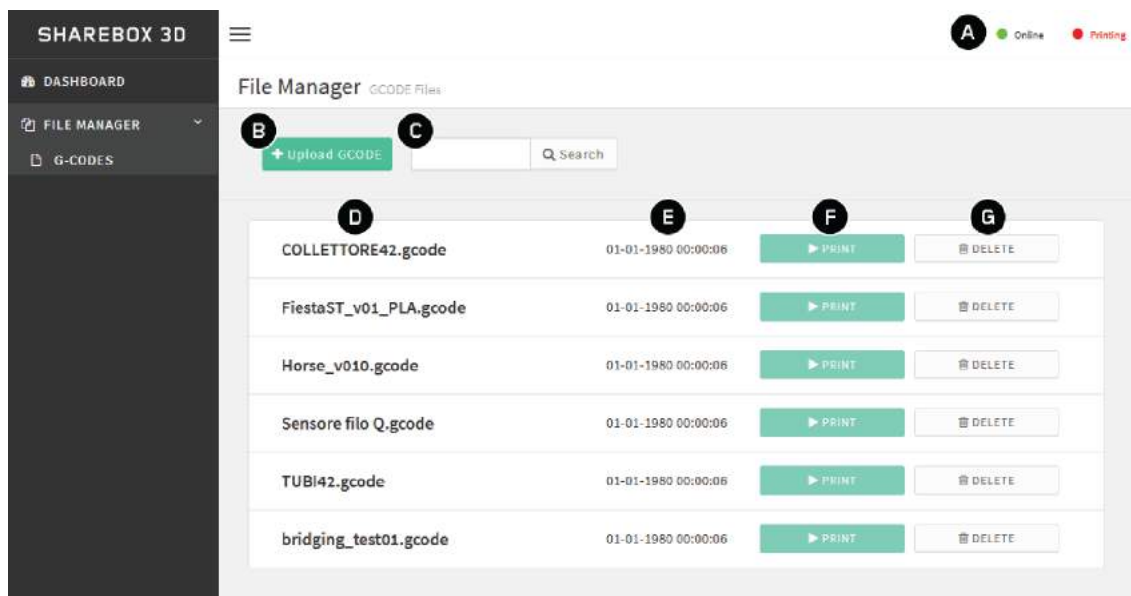 SHAREBOX 3D
A Online Printing
DASHBOARD
File Manager GCODE Files
FILE MANAGER
G-CODES
B C
Upload GCODE Search
D E F G
COLLETTORE42.gcode 01-01-1980 00:00:06 PRINT DELETE
FiestaST_v01_PLA.gcode 01-01-1980 00:00:06 PRINT DELETE
Horse_v010.gcode 01-01-1980 00:00:06 PRINT DELETE
Sensore filo Q.gcode 01-01-1980 00:00:06 PRINT DELETE
TUBI42.gcode 01-01-1980 00:00:06 PRINT DELETE
bridging_test01.gcode 01-01-1980 00:00:06 PRINT DELETE